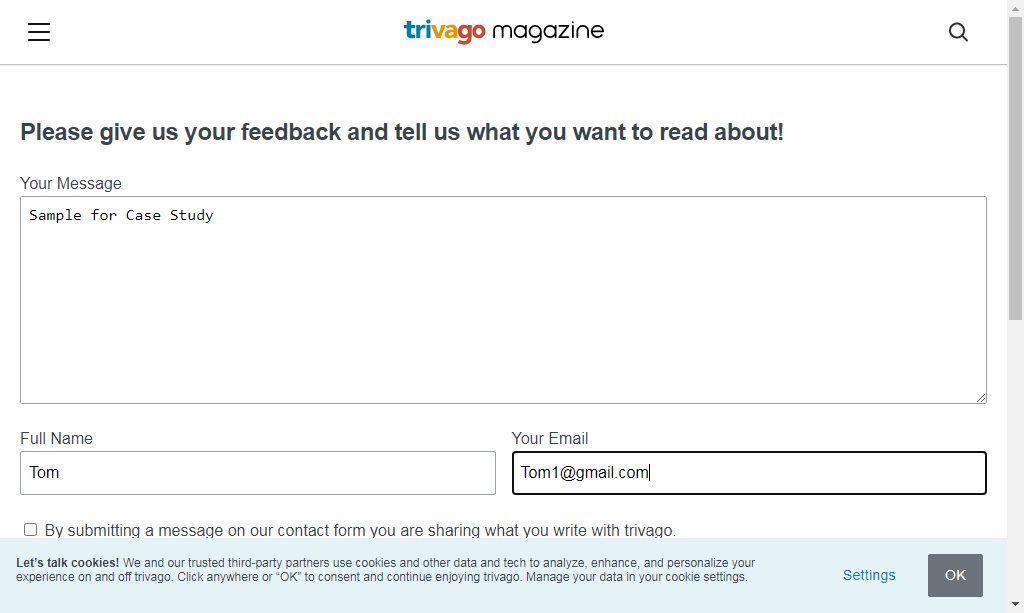 trivago magazine
Please give us your feedback and tell us what you want to read about!
Your Message
Sample for Case Study
Full Name
Your Email
Tom
Tom1@gmail.com
By submitting a message on our contact form you are sharing what you write with trivago.
Let's talk cookies! We and our trusted third-party partners use cookies and other data and tech to analyze, enhance, and personalize your
experience on and off trivago. Click anywhere or “OK” to consent and continue enjoying trivago. Manage your data in your cookie settings.
Settings
OK